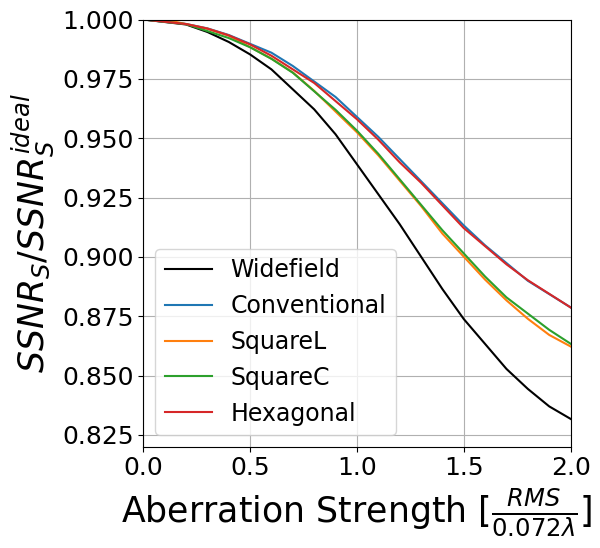 1.000
0.975
0.950
0.925
0.900
0.875
0.850
0.825
SSNR_S/SSNR_S^{ideal}
Widefield
Conventional
SquareL
SquareC
Hexagonal
0.0 0.5 1.0 1.5 2.0
Aberration Strength [\frac{RMS}{0.072λ}]